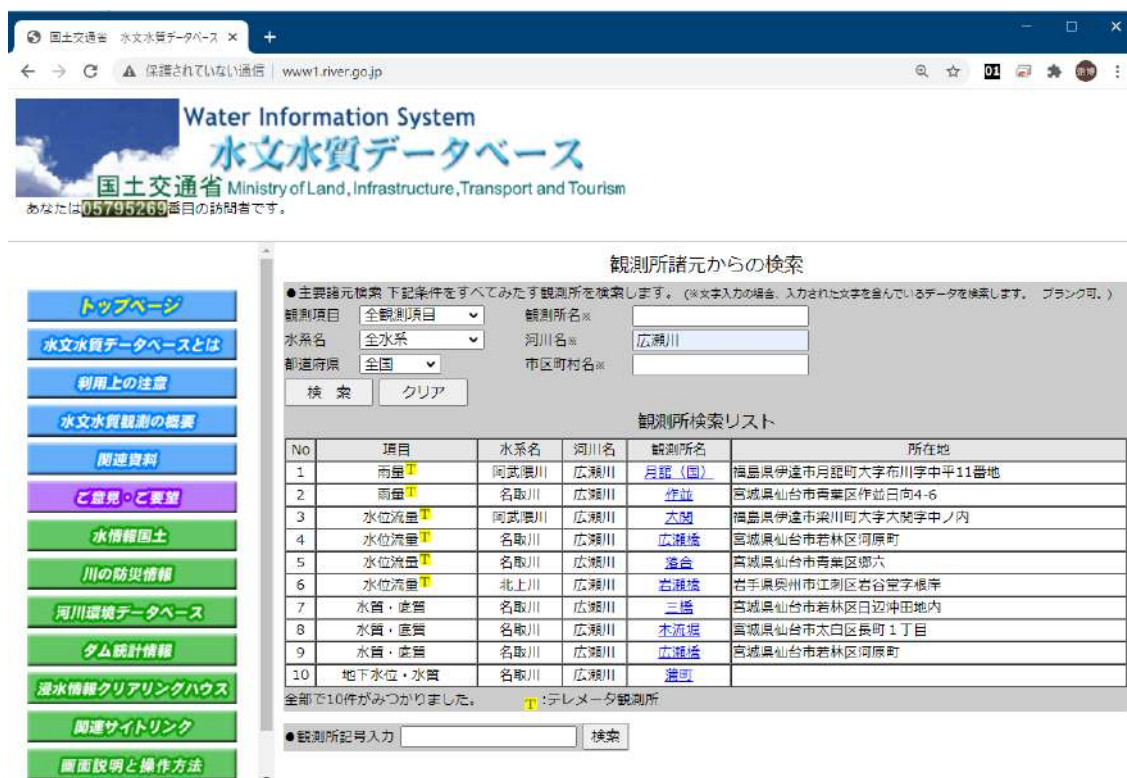 国土交通省 水文水質データベース
保護されていない通信 www1.river.go.jp
01
Water Information System
水文水質データベース
国土交通省 Ministry of Land, Infrastructure, Transport and Tourism
あなたは05795269番目の訪問者です。
トップページ
水文水質データベースとは
利用上の注意
水文水質観測の概要
関連資料
ご意見・ご要望
水情報国土
川の防災情報
河川環境データベース
ダム統計情報
浸水情報クリアリングハウス
関連サイトリンク
画面説明と操作方法
観測所諸元からの検索
●主要諸元検索 下記条件をすべてみたす観測所を検索します。(※文字入力の場合、入力された文字を含んでいるデータを検索します。 ブランク可。)
観測項目 全観測項目 観測所名※
水系名 全水系 河川名※ 広瀬川
都道府県 全国 市区町村名※
検 索 クリア
観測所検索リスト
No 項目 水系名 河川名 観測所名 所在地
1 雨量T 阿武隈川 広瀬川 月舘(国) 福島県伊達市月舘町大字布川字中平11番地
2 雨量T 名取川 広瀬川 作並 宮城県仙台市青葉区作並日向4-6
3 水位流量T 阿武隈川 広瀬川 大関 福島県伊達市梁川町大字大関字中ノ内
4 水位流量T 名取川 広瀬川 広瀬橋 宮城県仙台市若林区河原町
5 水位流量T 名取川 広瀬川 落合 宮城県仙台市青葉区郷六
6 水位流量T 北上川 広瀬川 岩瀬橋 岩手県奥州市江刺区岩谷堂字根岸
7 水質・底質 名取川 広瀬川 三橋 宮城県仙台市若林区日辺沖田地内
8 水質・底質 名取川 広瀬川 木流堀 宮城県仙台市太白区長町1丁目
9 水質・底質 名取川 広瀬川 広瀬橋 宮城県仙台市若林区河原町
10 地下水位・水質 名取川 広瀬川
全部で10件がみつかりました。 T:テレメータ観測所
●観測所記号入力 検索